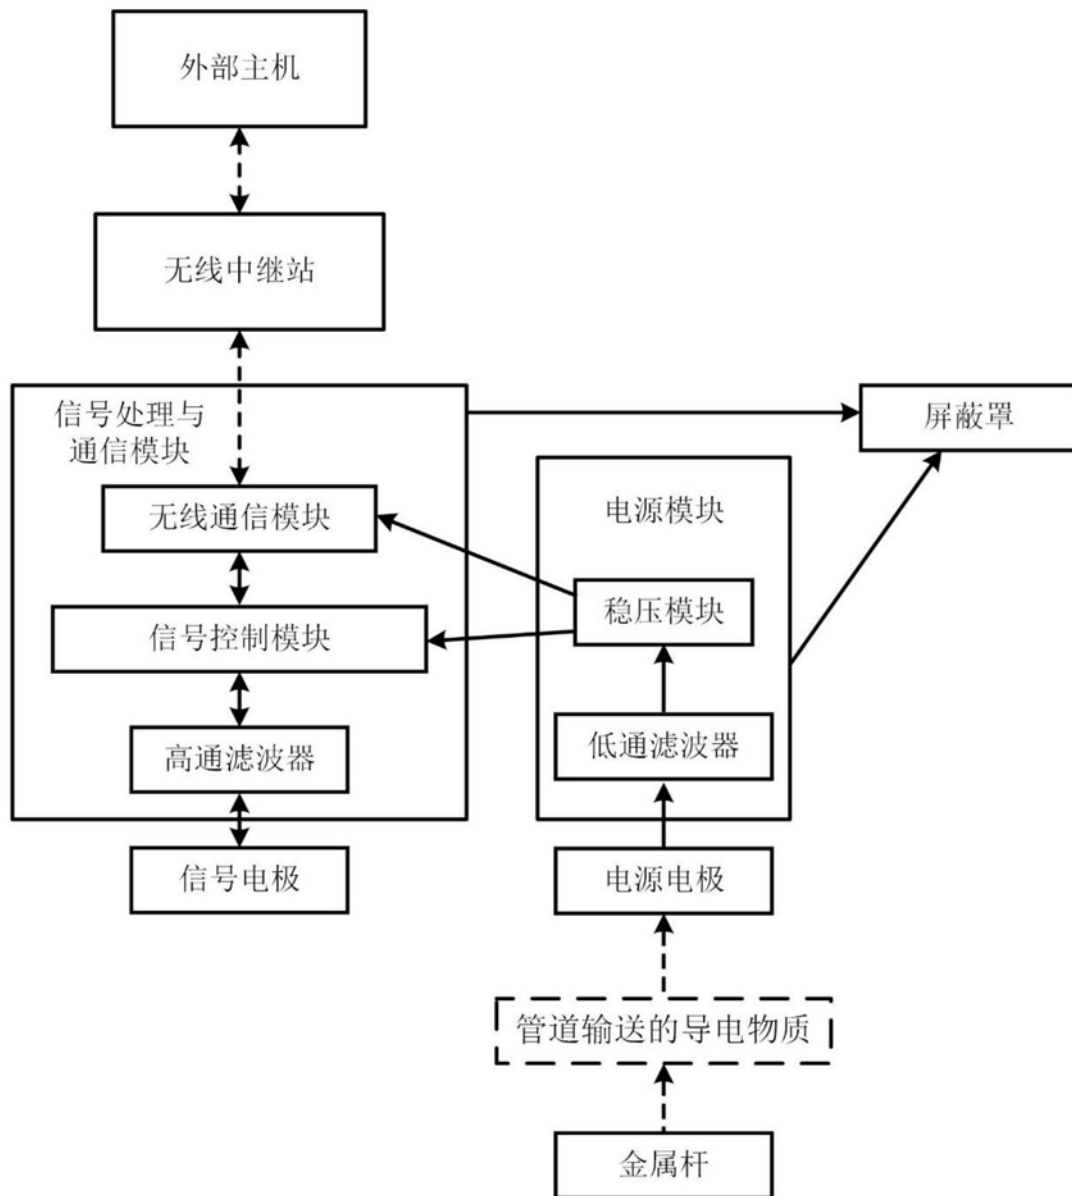 外部主机
无线中继站
信号处理与
通信模块
屏蔽罩
无线通信模块
电源模块
稳压模块
信号控制模块
高通滤波器
低通滤波器
信号电极
电源电极
管道输送的导电物质
金属杆